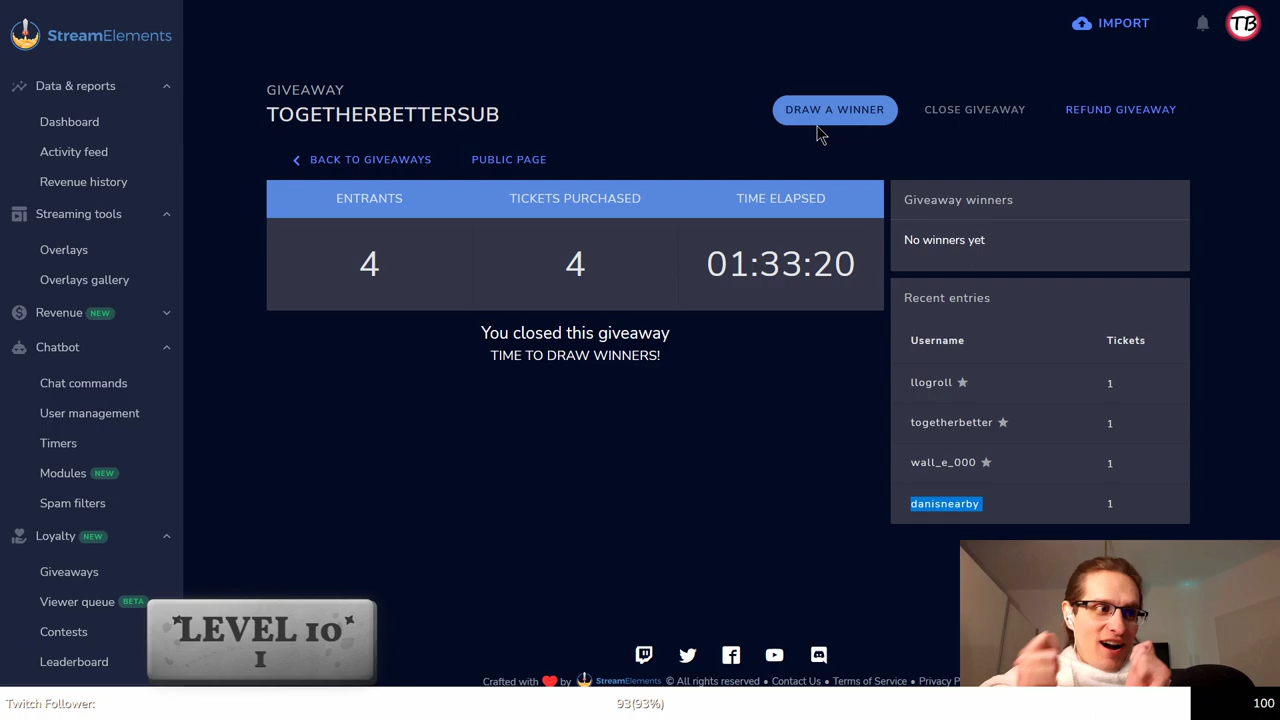 StreamElements
IMPORT
TB
Data & reports
Dashboard
Activity feed
Revenue history
Streaming tools
Overlays
Overlays gallery
Revenue NEW
Chatbot
Chat commands
User management
Timers
Modules NEW
Spam filters
Loyalty NEW
Giveaways
Viewer queue BETA
Contests
Leaderboard
GIVEAWAY
TOGETHERBETTERSUB
DRAW A WINNER
CLOSE GIVEAWAY
REFUND GIVEAWAY
BACK TO GIVEAWAYS
PUBLIC PAGE
ENTRANTS TICKETS PURCHASED TIME ELAPSED
4 4 01:33:20
You closed this giveaway
TIME TO DRAW WINNERS!
Giveaway winners
No winners yet
Recent entries
Username Tickets
llogroll 1
togetherbetter 1
wall_e_000 1
danisnearby 1
LEVEL 10
I
Crafted with by StreamElements © All rights reserved • Contact Us • Terms of Service • Privacy P
Twitch Follower: 93(93%) 100